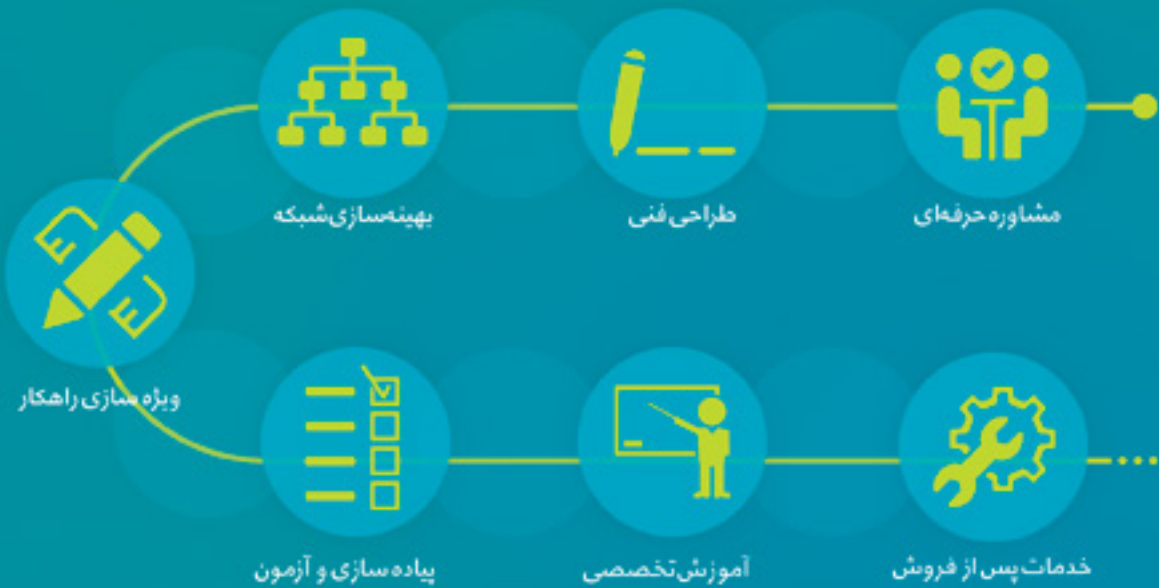 مشاوره حرفه‌ای
طراحی فنی
بهینه‌سازی شبکه
ویژه سازی راهکار
پیاده سازی و آزمون
آموزش تخصصی
خدمات پس از فروش